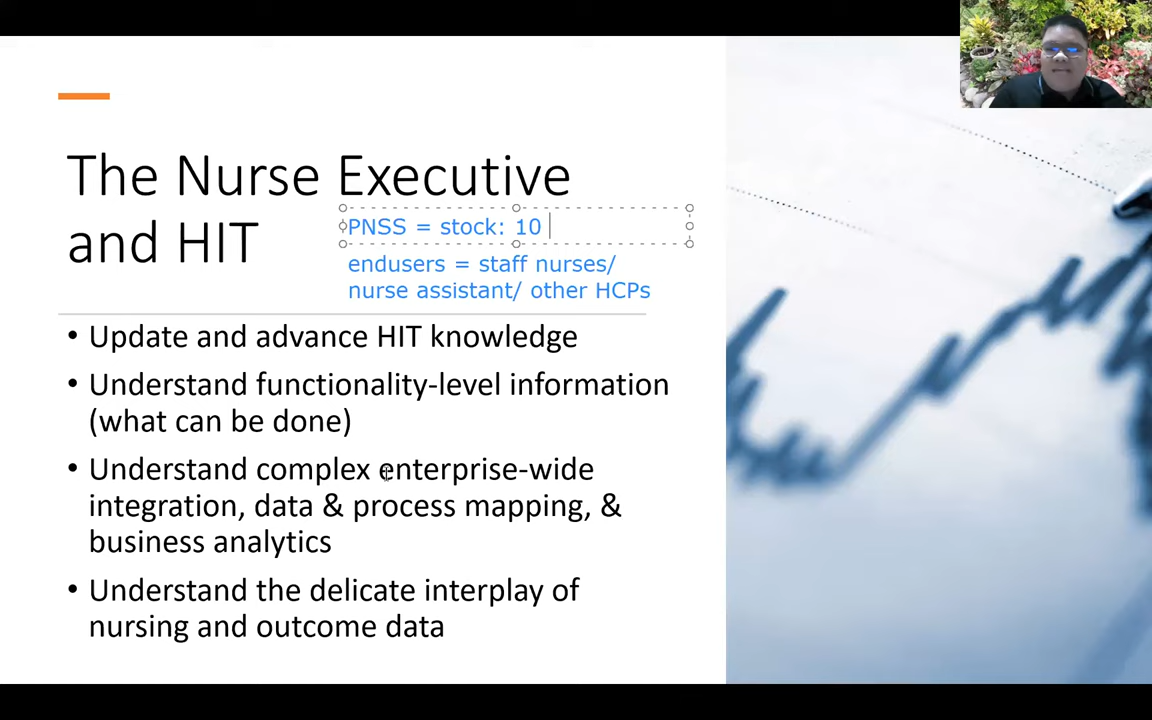 The Nurse Executive
and HIT
PNSS = stock: 10
endusers = staff nurses/
nurse assistant/ other HCPs
• Update and advance HIT knowledge
• Understand functionality-level information
(what can be done)
• Understand complex enterprise-wide
integration, data & process mapping, &
business analytics
• Understand the delicate interplay of
nursing and outcome data